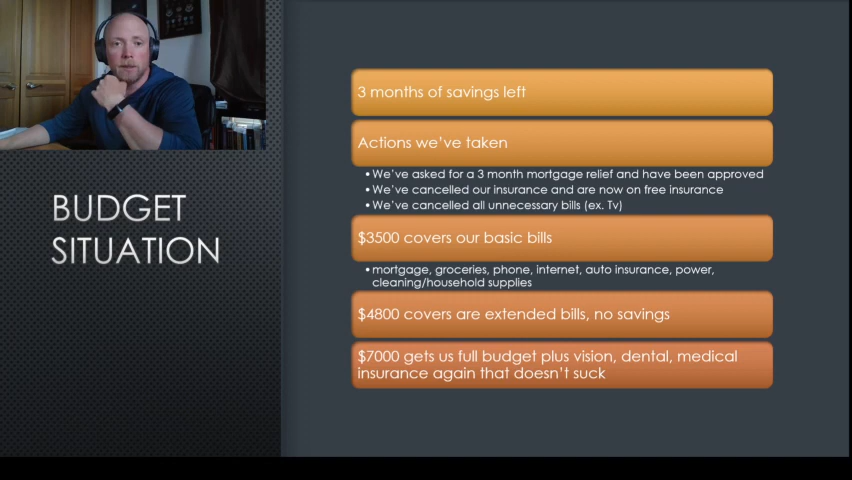 BUDGET
SITUATION
3 months of savings left
Actions we've taken
•We've asked for a 3 month mortgage relief and have been approved
•We've cancelled our insurance and are now on free insurance
•We've cancelled all unnecessary bills (ex. Tv)
$3500 covers our basic bills
•mortgage, groceries, phone, internet, auto insurance, power,
cleaning/household supplies
$4800 covers are extended bills, no savings
$7000 gets us full budget plus vision, dental, medical
insurance again that doesn't suck